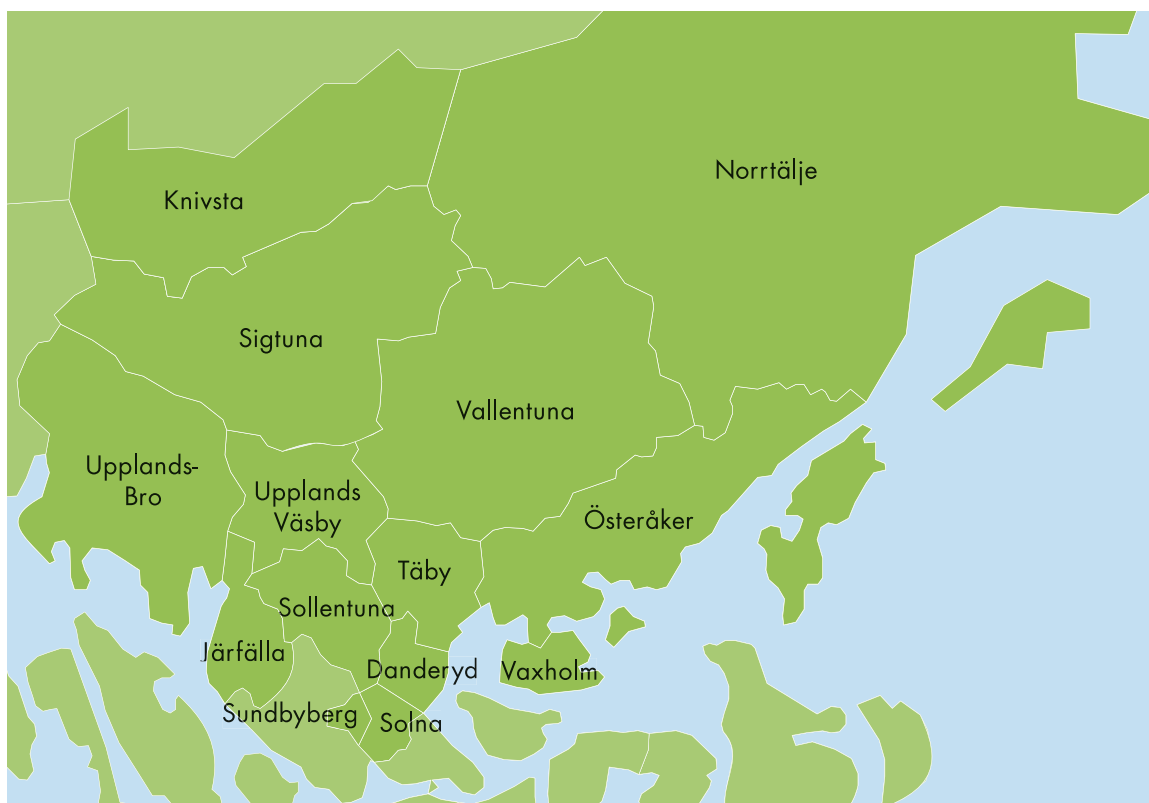 Norrtälje
Knivsta
Sigtuna
Vallentuna
Upplands-
Bro
Upplands
Väsby
Österåker
Täby
Sollentuna
Järfälla
Danderyd
Vaxholm
Sundbyberg
Solna